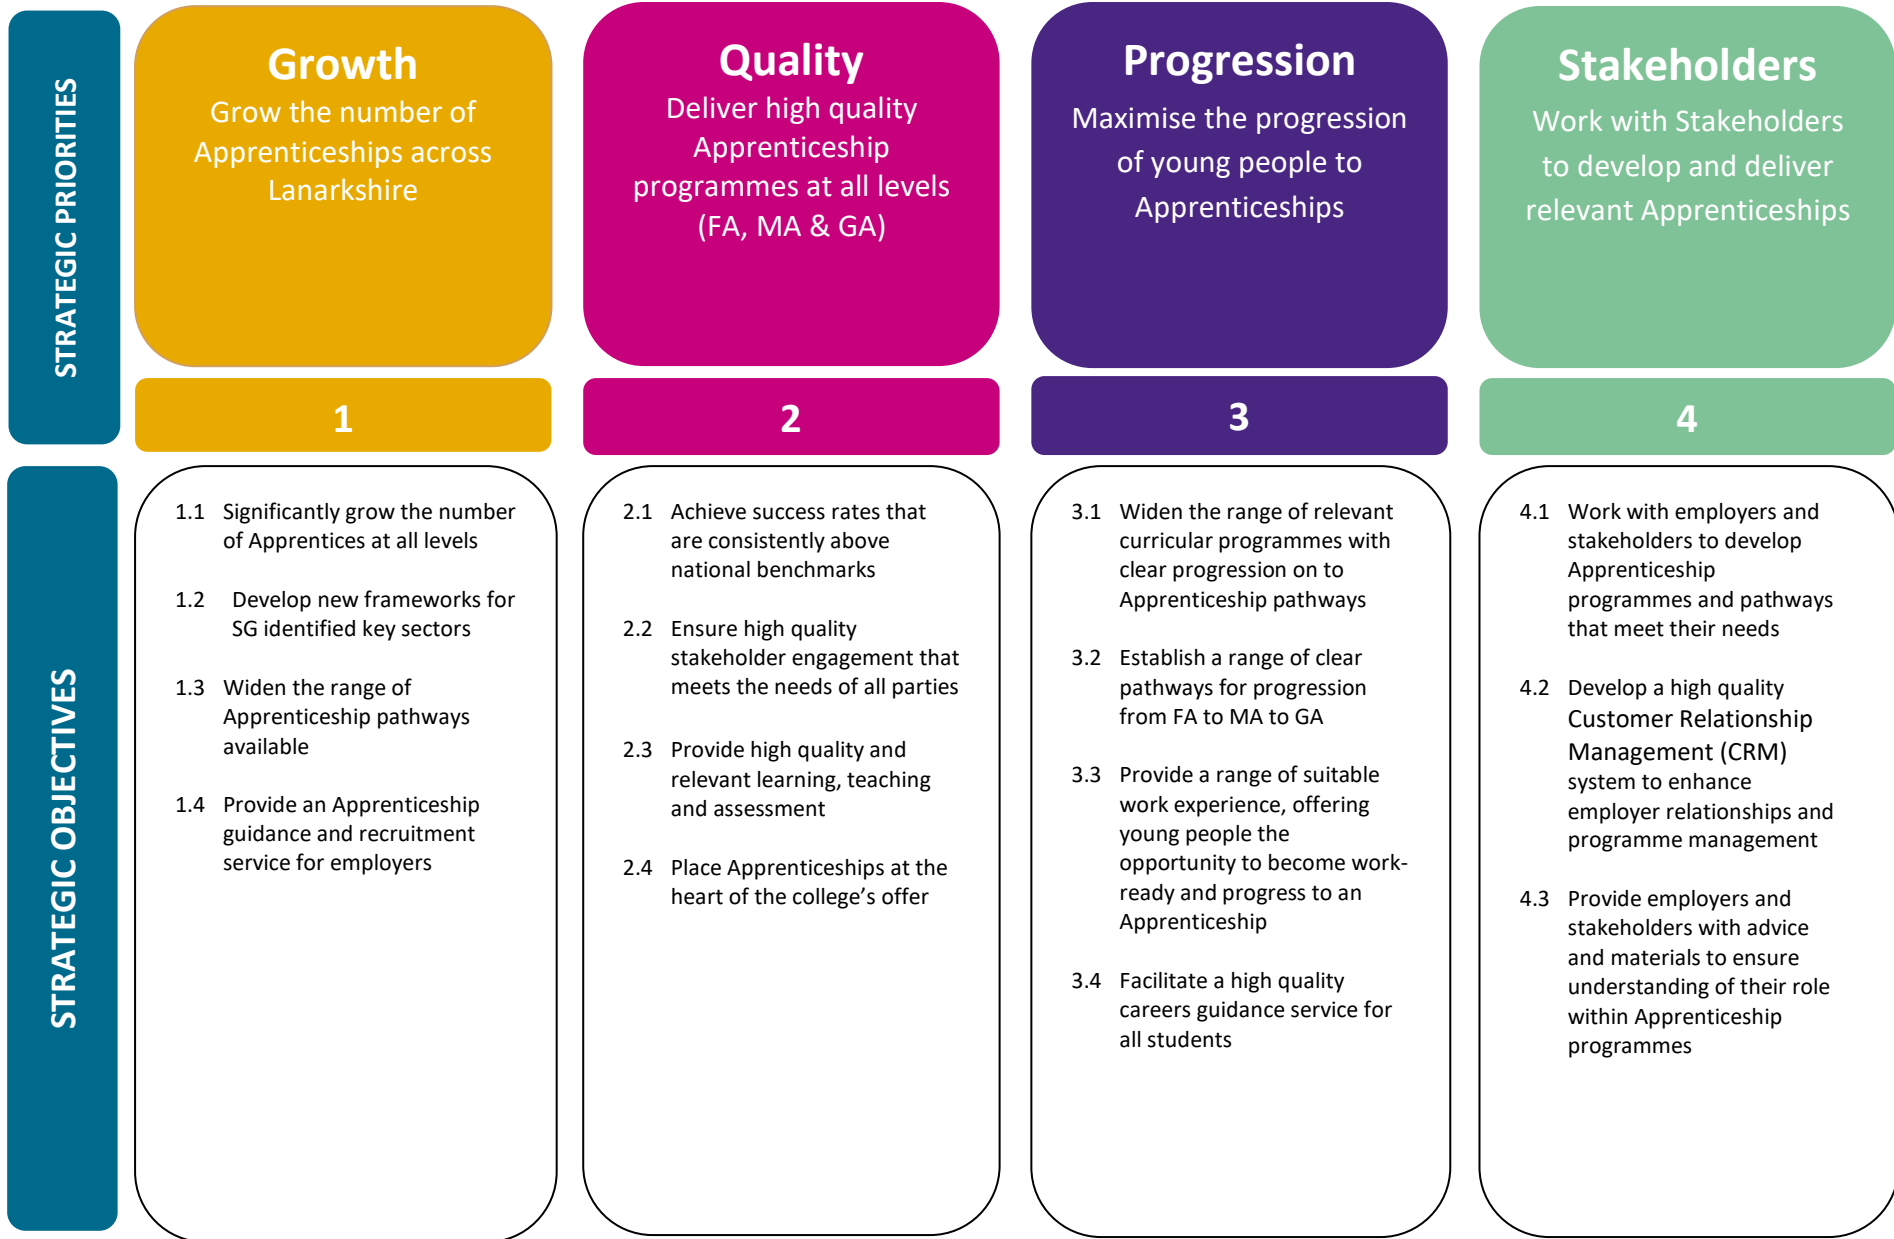 STRATEGIC PRIORITIES
Growth
Grow the number of
Apprenticeships across
Lanarkshire
1
Quality
Deliver high quality
Apprenticeship
programmes at all levels
(FA, MA & GA)
2
Progression
Maximise the progression
of young people to
Apprenticeships
3
Stakeholders
Work with Stakeholders
to develop and deliver
relevant Apprenticeships
4
STRATEGIC OBJECTIVES
1.1 Significantly grow the number
of Apprentices at all levels
1.2 Develop new frameworks for
SG identified key sectors
1.3 Widen the range of
Apprenticeship pathways
available
1.4 Provide an Apprenticeship
guidance and recruitment
service for employers
2.1 Achieve success rates that
are consistently above
national benchmarks
2.2 Ensure high quality
stakeholder engagement that
meets the needs of all parties
2.3 Provide high quality and
relevant learning, teaching
and assessment
2.4 Place Apprenticeships at the
heart of the college’s offer
3.1 Widen the range of relevant
curricular programmes with
clear progression on to
Apprenticeship pathways
3.2 Establish a range of clear
pathways for progression
from FA to MA to GA
3.3 Provide a range of suitable
work experience, offering
young people the
opportunity to become work-
ready and progress to an
Apprenticeship
3.4 Facilitate a high quality
careers guidance service for
all students
4.1 Work with employers and
stakeholders to develop
Apprenticeship
programmes and pathways
that meet their needs
4.2 Develop a high quality
Customer Relationship
Management (CRM)
system to enhance
employer relationships and
programme management
4.3 Provide employers and
stakeholders with advice
and materials to ensure
understanding of their role
within Apprenticeship
programmes